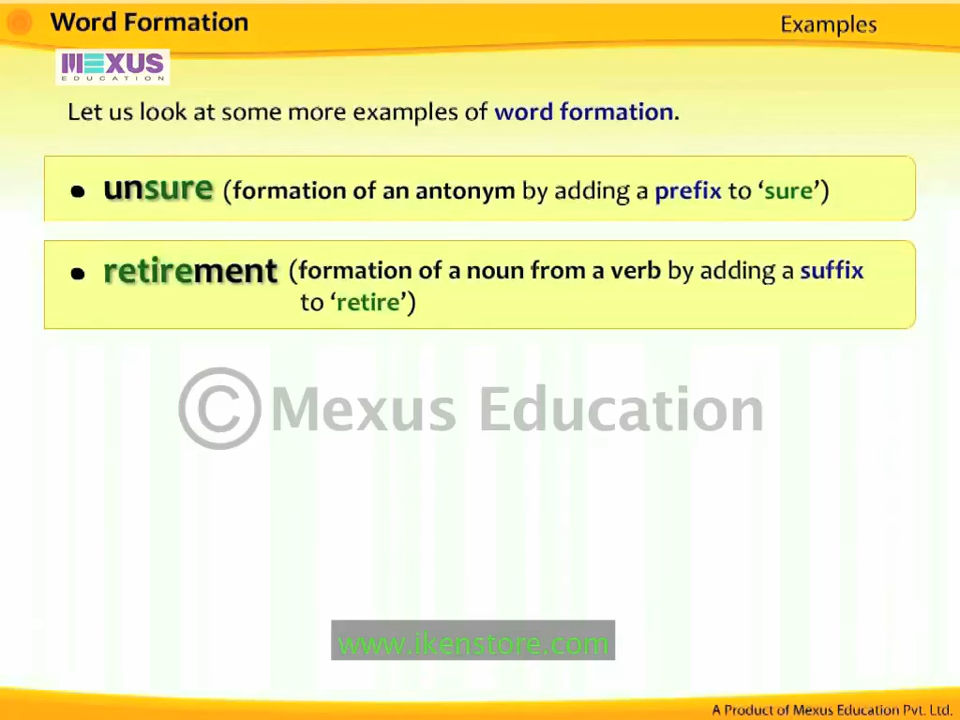 Word Formation
Examples
MEXUS
EDUCATION
Let us look at some more examples of word formation.
• unsure (formation of an antonym by adding a prefix to ‘sure’)
• retirement (formation of a noun from a verb by adding a suffix
to ‘retire’)
© Mexus Education
www.ikenstore.com
A Product of Mexus Education Pvt. Ltd.